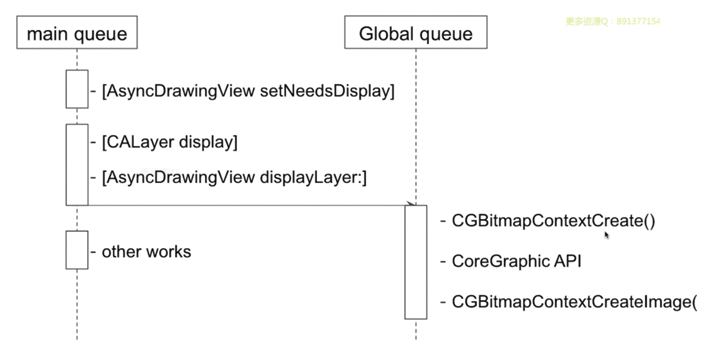 更多资源Q：891377154
main queue
Global queue
- [AsyncDrawingView setNeedsDisplay]
- [CALayer display]
- [AsyncDrawingView displayLayer:]
- CGBitmapContextCreate()
- other works
- CoreGraphic API
- CGBitmapContextCreateImage(